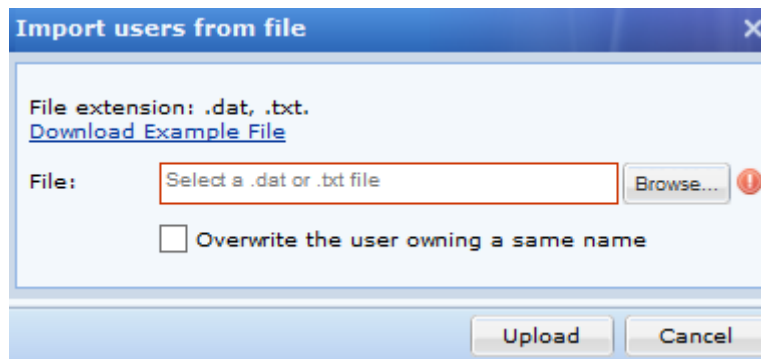 Import users from file
File extension: .dat, .txt.
Download Example File
File: Select a .dat or .txt file Browse...
Overwrite the user owning a same name
Upload Cancel